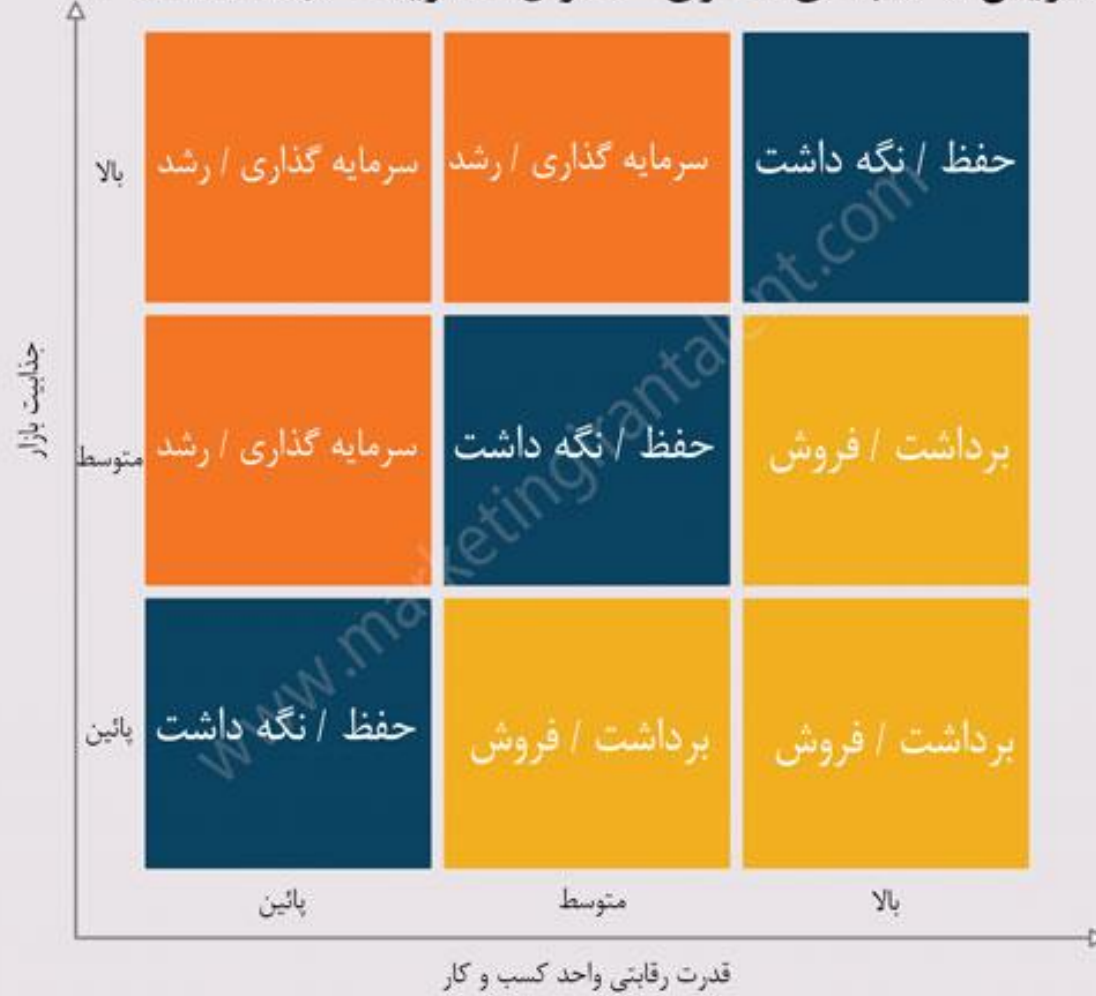 بالا
سرمایه گذاری / رشد
سرمایه گذاری / رشد
حفظ / نگه داشت
جذابیت بازار
متوسط
سرمایه گذاری / رشد
حفظ / نگه داشت
برداشت / فروش
پائین
حفظ / نگه داشت
برداشت / فروش
برداشت / فروش
پائین
متوسط
بالا
قدرت رقابتی واحد کسب و کار
www.marketingirantalent.com